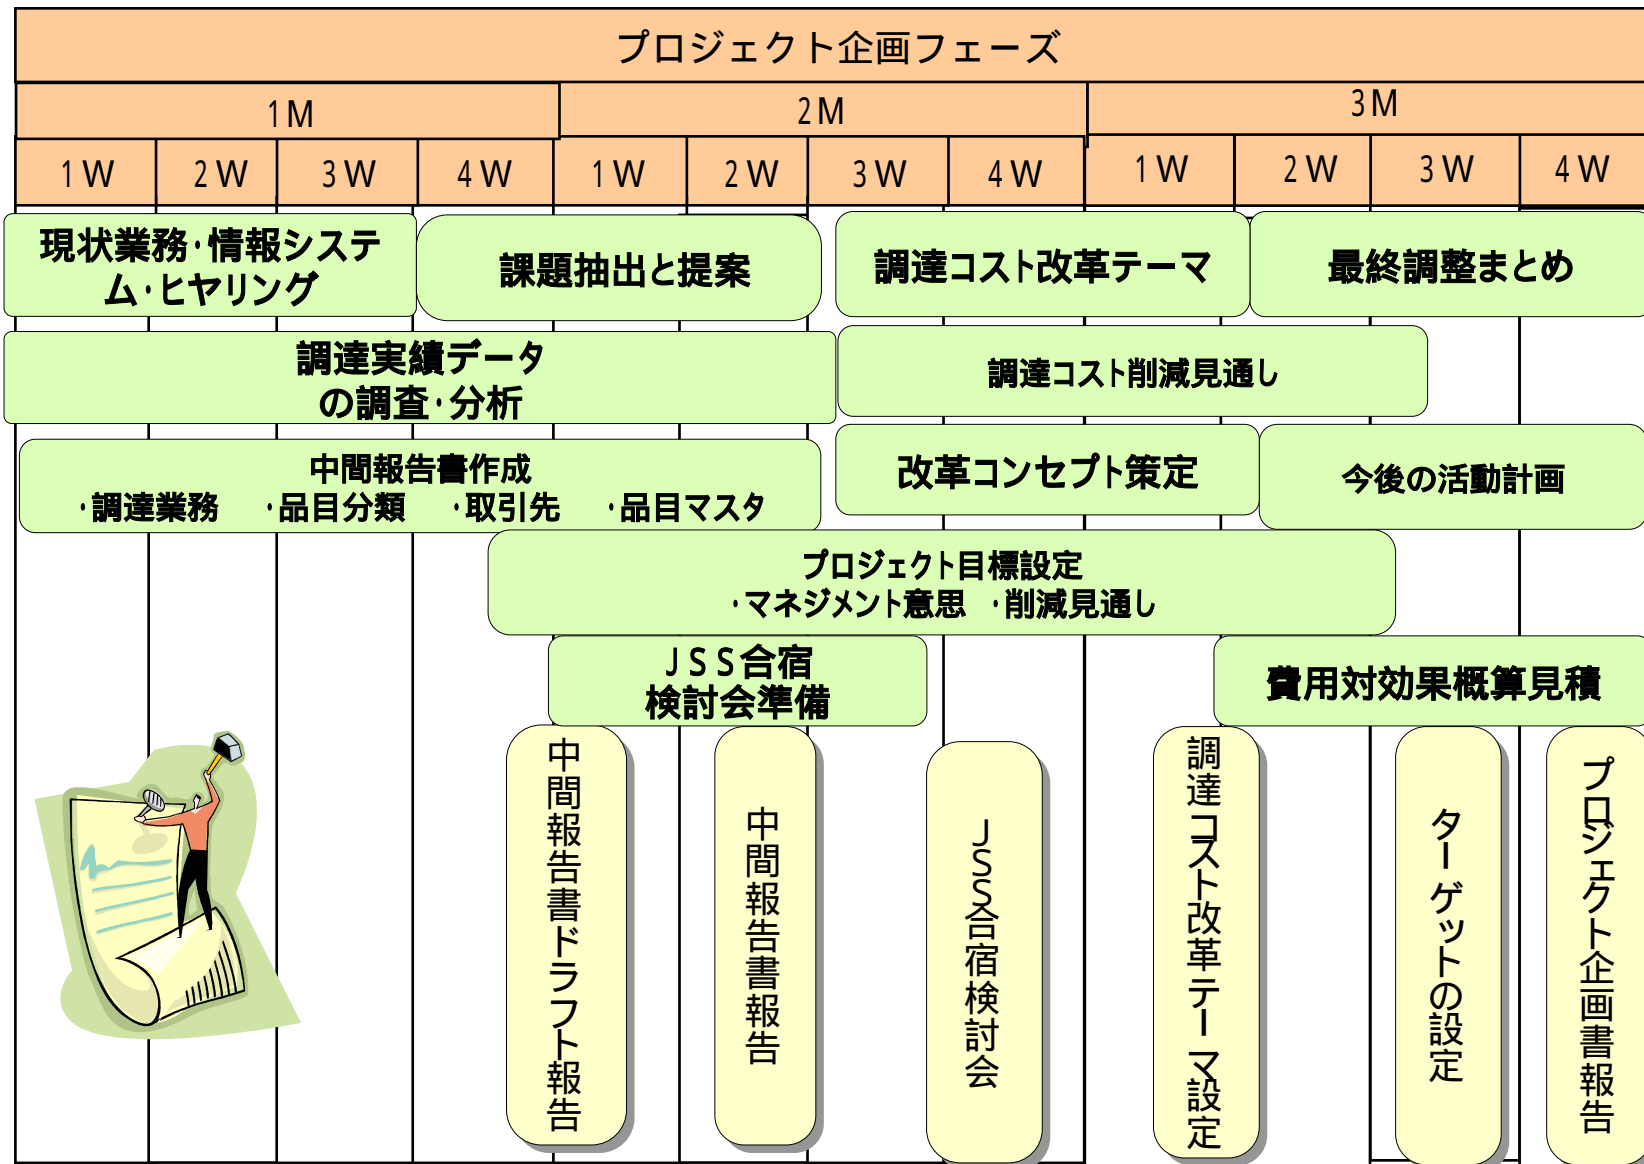 プロジェクト企画フェーズ
1M 2M 3M
1W 2W 3W 4W 1W 2W 3W 4W 1W 2W 3W 4W
現状業務・情報システ
ム・ヒヤリング
課題抽出と提案
調達コスト改革テーマ
最終調整まとめ
調達実績データ
の調査・分析
調達コスト削減見通し
中間報告書作成
・調達業務 ・品目分類 ・取引先 ・品目マスタ
改革コンセプト策定
今後の活動計画
プロジェクト目標設定
・マネジメント意思 ・削減見通し
JSS合宿
検討会準備
費用対効果概算見積
中間報告書ドラフト報告
中間報告書報告
JSS合宿検討会
調達コスト改革テーマ設定
ターゲットの設定
プロジェクト企画書報告